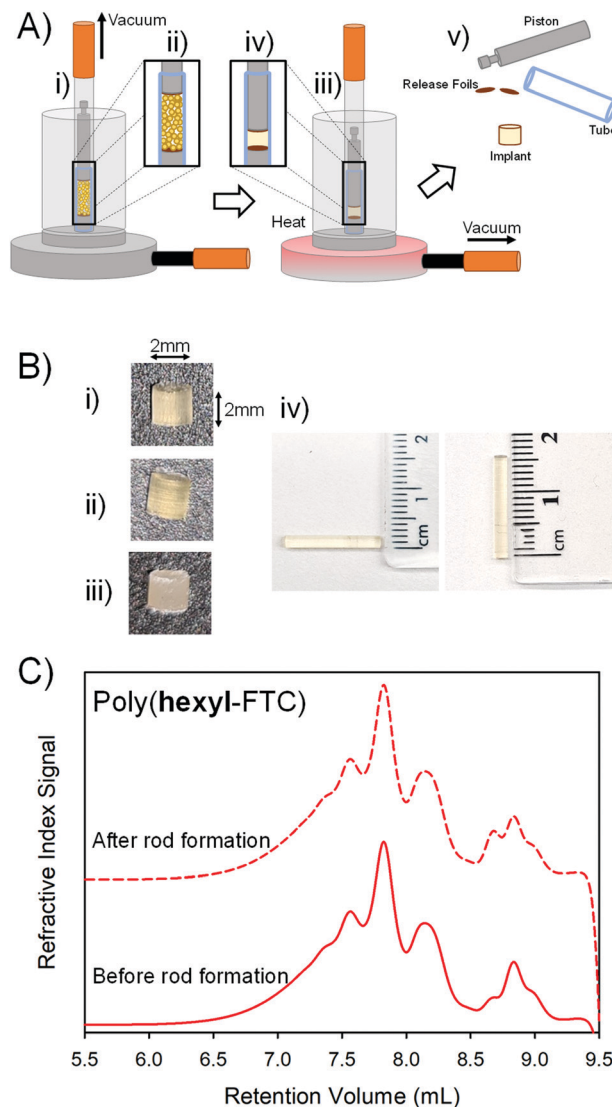 A)
Vacuum
i)
ii)
iv)
iii)
v)
Piston
Release Foils
Tube
Implant
Heat
Vacuum
B)
2mm
i)
2mm
ii)
iii)
iv)
1 2
cm
2
1
cm
C)
Poly(hexyl-FTC)
After rod formation
Before rod formation
Refractive Index Signal
5.5 6.0 6.5 7.0 7.5 8.0 8.5 9.0 9.5
Retention Volume (mL)